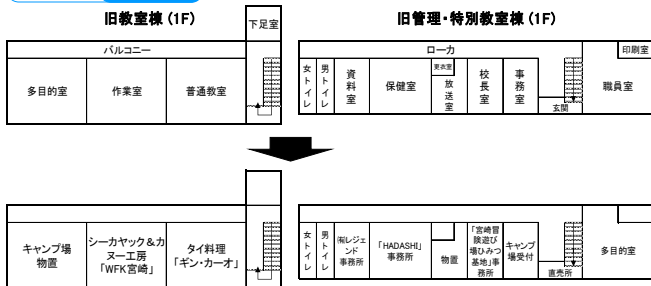 旧教室棟(1F)
下足室
旧管理・特別教室棟(1F)
バルコニー
多目的室
作業室
普通教室
ローカ
印刷室
女トイレ
男トイレ
資料室
保健室
更衣室
放送室
校長室
事務室
玄関
職員室
キャンプ場
物置
シーカヤック&カ
ヌー工房
「WFK宮崎」
タイ料理
「ギン・カーオ」
女トイレ
男トイレ
㈲レジェ
ンド
事務所
「HADASHI」
事務所
物置
「宮崎冒
険遊び
場ひみつ
基地」事
務所
キャンプ
場受付
直売所
多目的室